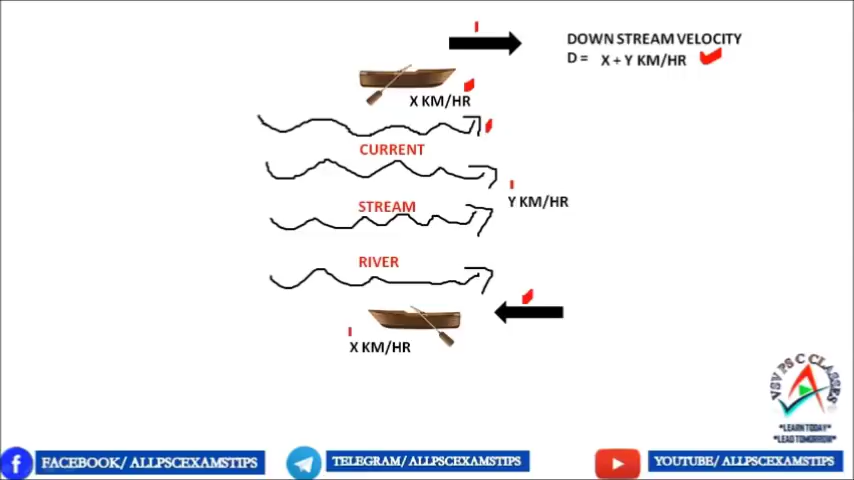 DOWN STREAM VELOCITY
D = X + Y KM/HR
X KM/HR
CURRENT
Y KM/HR
STREAM
RIVER
X KM/HR
VSV PSC CLASSES
"LEARN TODAY"
"LEAD TOMORROW"
f FACEBOOK/ ALLPSCEXAMSTIPS
TELEGRAM/ ALLPSCEXAMSTIPS
YOUTUBE/ ALLPSCEXAMSTIPS